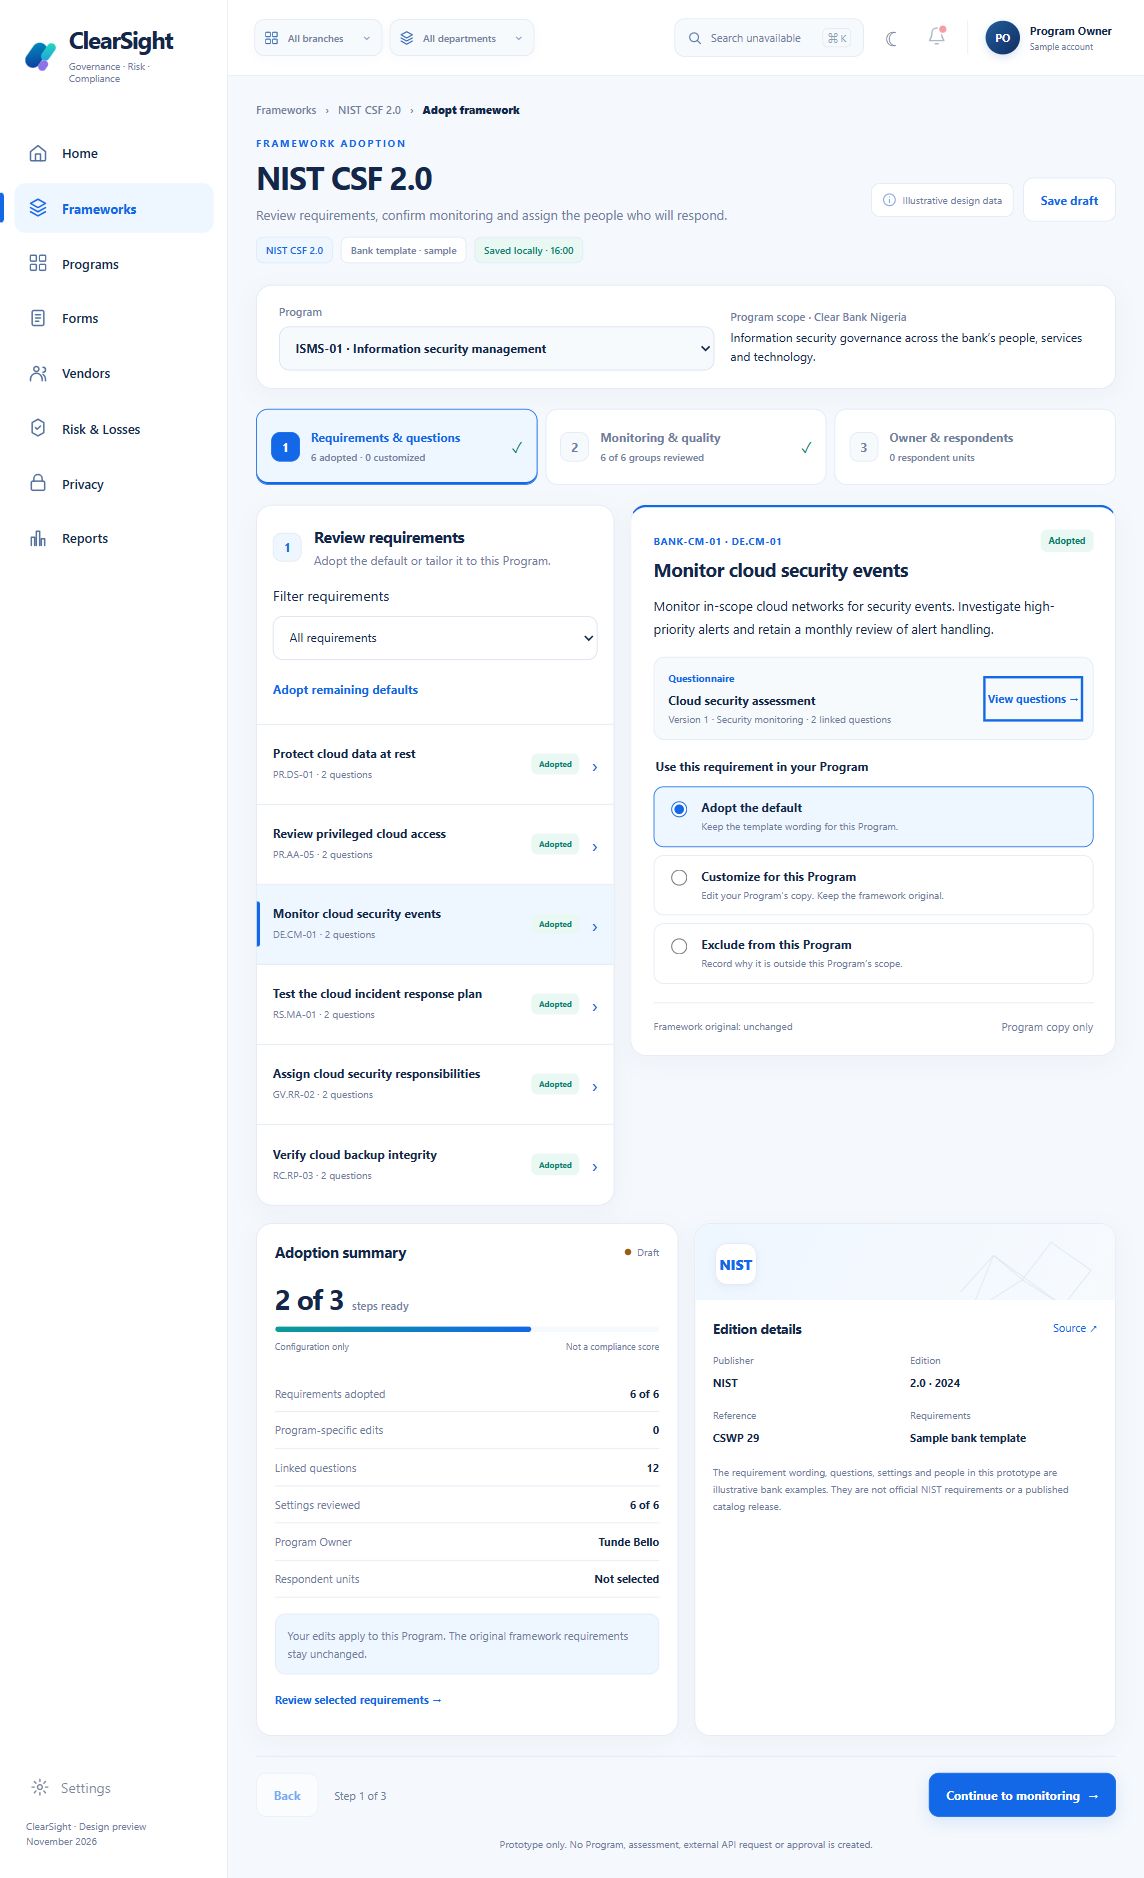 ClearSight
Governance · Risk ·
Compliance
Home
Frameworks
Programs
Forms
Vendors
Risk & Losses
Privacy
Reports
Settings
ClearSight · Design preview
November 2026
All branches
All departments
Search unavailable
⌘K
PO
Program Owner
Sample account
Frameworks › NIST CSF 2.0 › Adopt framework
FRAMEWORK ADOPTION
NIST CSF 2.0
Review requirements, confirm monitoring and assign the people who will respond.
NIST CSF 2.0
Bank template · sample
Saved locally · 16:00
Illustrative design data
Save draft
Program
ISMS-01 · Information security management
Program scope · Clear Bank Nigeria
Information security governance across the bank's people, services
and technology.
1
Requirements & questions
6 adopted · 0 customized
✓
2
Monitoring & quality
6 of 6 groups reviewed
✓
3
Owner & respondents
0 respondent units
1
Review requirements
Adopt the default or tailor it to this Program.
Filter requirements
All requirements
Adopt remaining defaults
Protect cloud data at rest
PR.DS-01 · 2 questions
Adopted ›
Review privileged cloud access
PR.AA-05 · 2 questions
Adopted ›
Monitor cloud security events
DE.CM-01 · 2 questions
Adopted ›
Test the cloud incident response plan
RS.MA-01 · 2 questions
Adopted ›
Assign cloud security responsibilities
GV.RR-02 · 2 questions
Adopted ›
Verify cloud backup integrity
RC.RP-03 · 2 questions
Adopted ›
BANK-CM-01 · DE.CM-01
Adopted
Monitor cloud security events
Monitor in-scope cloud networks for security events. Investigate high-
priority alerts and retain a monthly review of alert handling.
Questionnaire
Cloud security assessment
Version 1 · Security monitoring · 2 linked questions
View questions →
Use this requirement in your Program
Adopt the default
Keep the template wording for this Program.
Customize for this Program
Edit your Program's copy. Keep the framework original.
Exclude from this Program
Record why it is outside this Program's scope.
Framework original: unchanged
Program copy only
Adoption summary
Draft
2 of 3 steps ready
Configuration only
Not a compliance score
Requirements adopted 6 of 6
Program-specific edits 0
Linked questions 12
Settings reviewed 6 of 6
Program Owner Tunde Bello
Respondent units Not selected
Your edits apply to this Program. The original framework requirements
stay unchanged.
Review selected requirements →
NIST
Edition details
Source ↗
Publisher
NIST
Edition
2.0 · 2024
Reference
CSWP 29
Requirements
Sample bank template
The requirement wording, questions, settings and people in this prototype are
illustrative bank examples. They are not official NIST requirements or a published
catalog release.
Back
Step 1 of 3
Continue to monitoring →
Prototype only. No Program, assessment, external API request or approval is created.